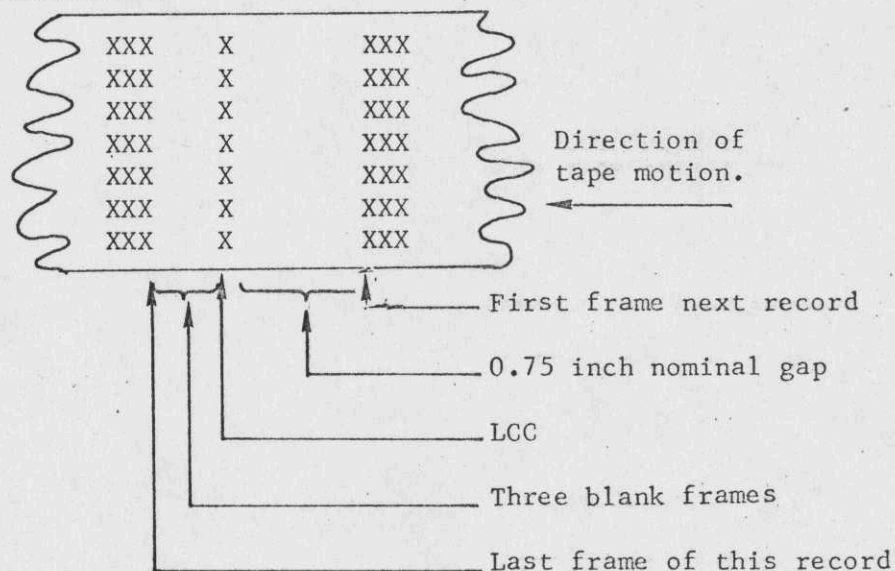 XXX X XXX
XXX X XXX
XXX X XXX
XXX X XXX
XXX X XXX
XXX X XXX
XXX X XXX
Direction of
tape motion.
First frame next record
0.75 inch nominal gap
LCC
Three blank frames
Last frame of this record